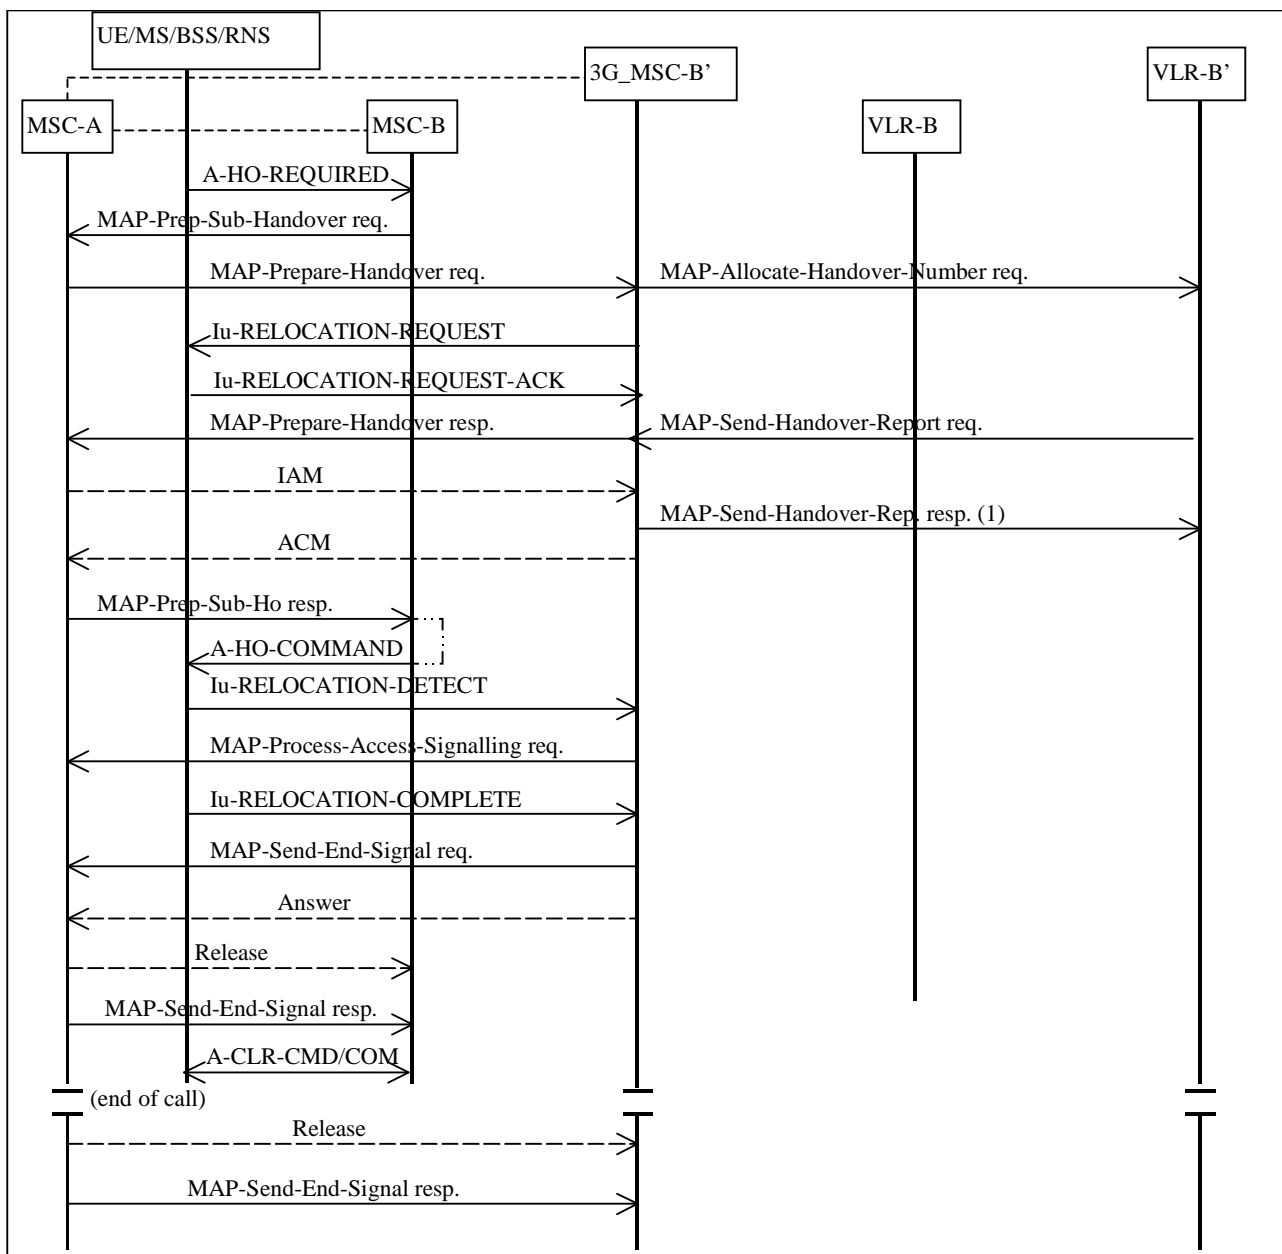 UE/MS/BSS/RNS
3G_MSC-B’
VLR-B’
MSC-A
MSC-B
VLR-B
A-HO-REQUIRED
MAP-Prep-Sub-Handover req.
MAP-Prepare-Handover req.
MAP-Allocate-Handover-Number req.
Iu-RELOCATION-REQUEST
Iu-RELOCATION-REQUEST-ACK
MAP-Prepare-Handover resp.
MAP-Send-Handover-Report req.
IAM
MAP-Send-Handover-Rep. resp. (1)
ACM
MAP-Prep-Sub-Ho resp.
A-HO-COMMAND
Iu-RELOCATION-DETECT
MAP-Process-Access-Signalling req.
Iu-RELOCATION-COMPLETE
MAP-Send-End-Signal req.
Answer
Release
MAP-Send-End-Signal resp.
A-CLR-CMD/COM
(end of call)
Release
MAP-Send-End-Signal resp.